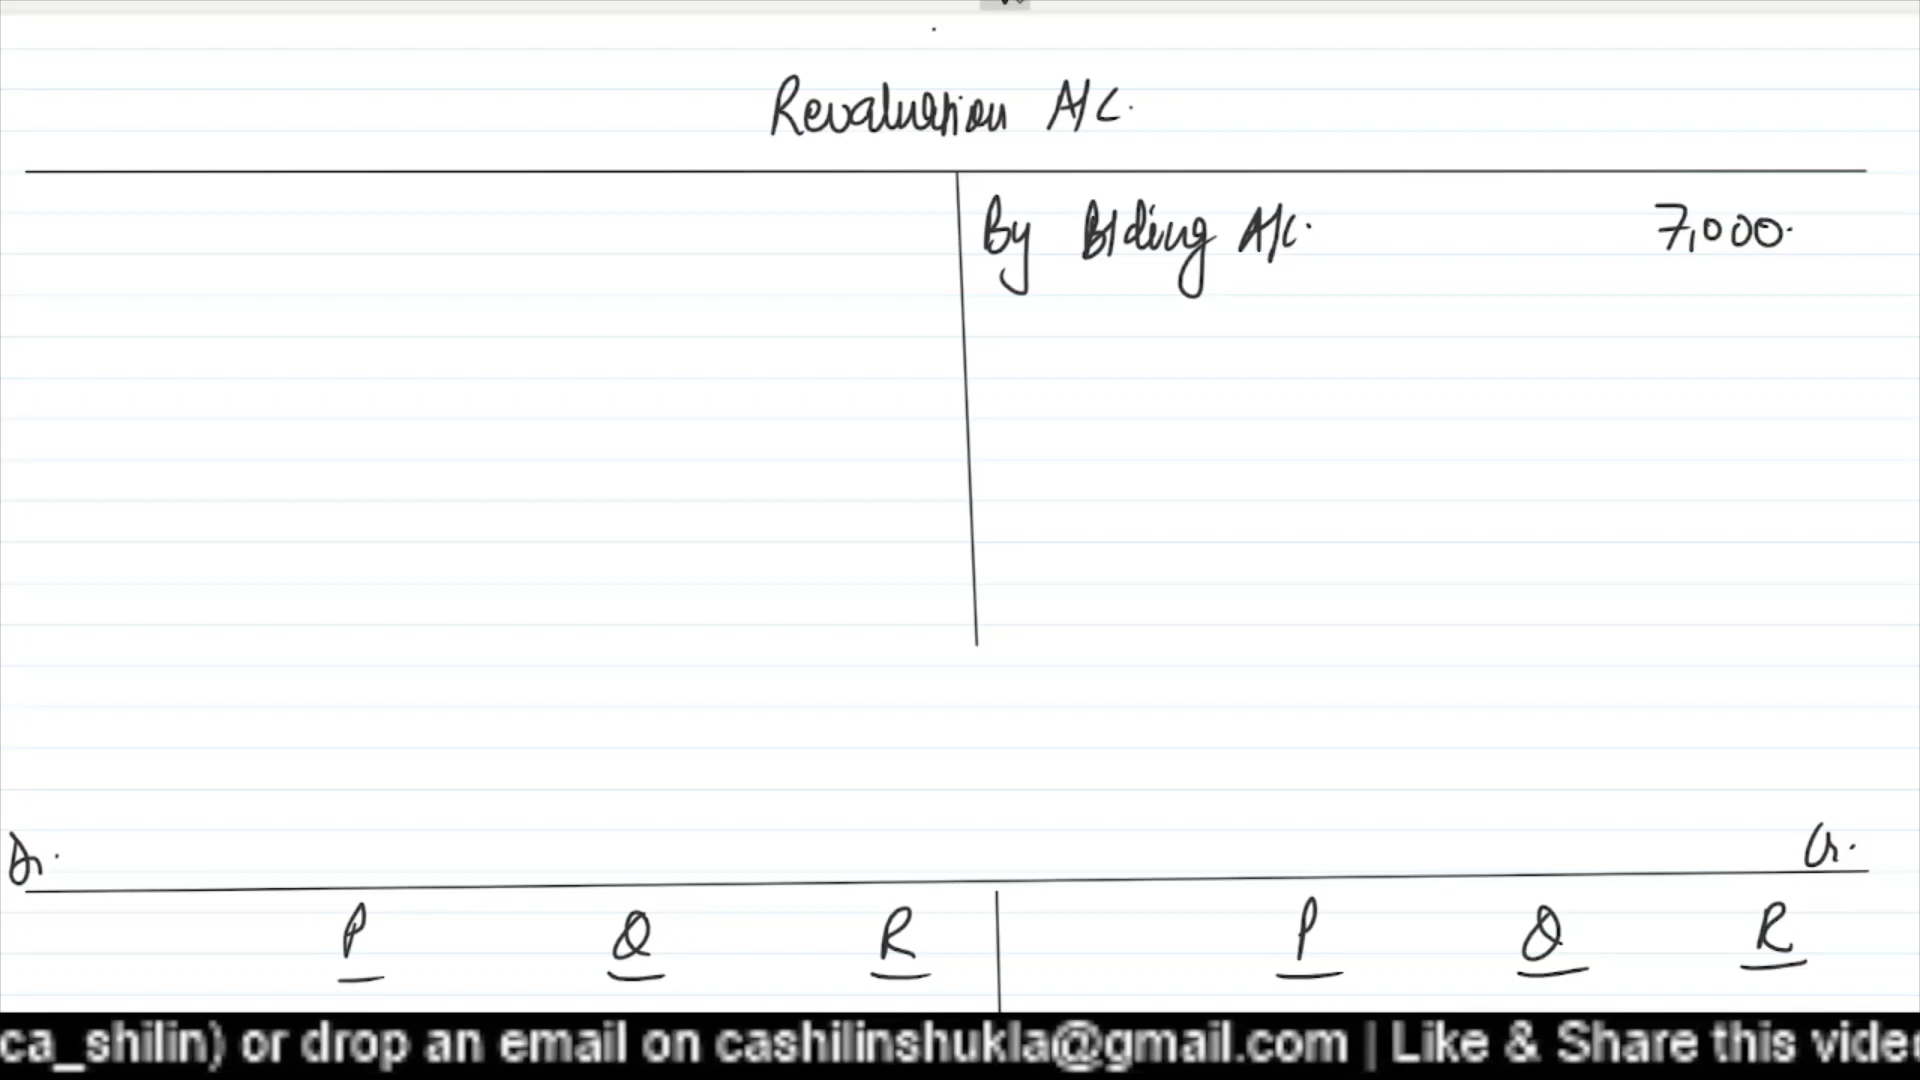 Revaluation A/c.
By Blding A/c. 7,000.
Dr. Cr.
P Q R P Q R
ca_shilin) or drop an email on cashilinshukla@gmail.com | Like & Share this video